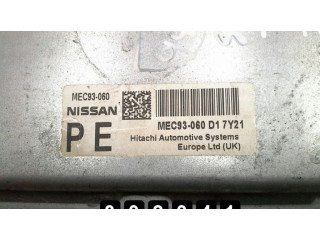 MEC93-060
NISSAN
PE
MEC93-060 D1 7Y21
Hitachi Automotive Systems
Europe Ltd (UK)